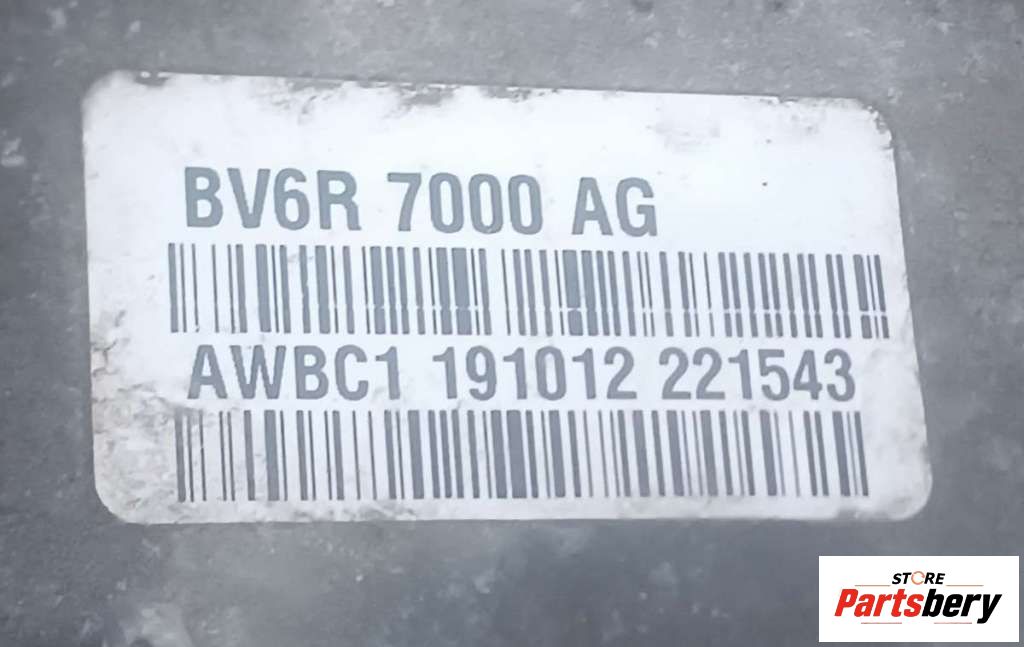 BV6R 7000 AG
AWBC1 191012 221543
STORE
Partsbery